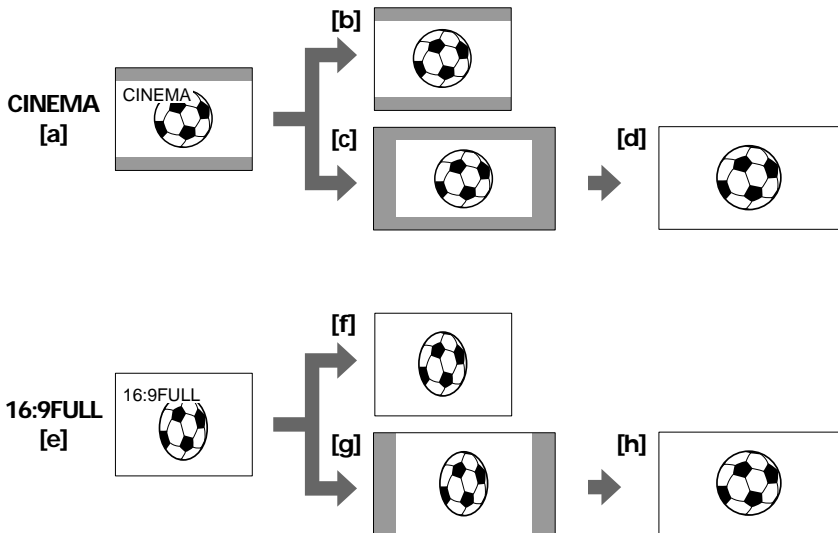 [b]
CINEMA
[a]
CINEMA
[c]
[d]
[f]
16:9FULL
[e]
16:9FULL
[g]
[h]